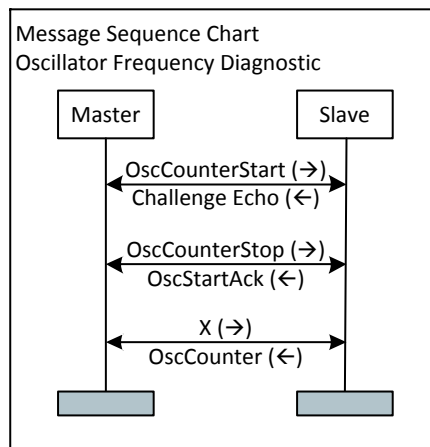 Message Sequence Chart
Oscillator Frequency Diagnostic
Master Slave
OscCounterStart (→)
Challenge Echo (←)
OscCounterStop (→)
OscStartAck (←)
X (→)
OscCounter (←)